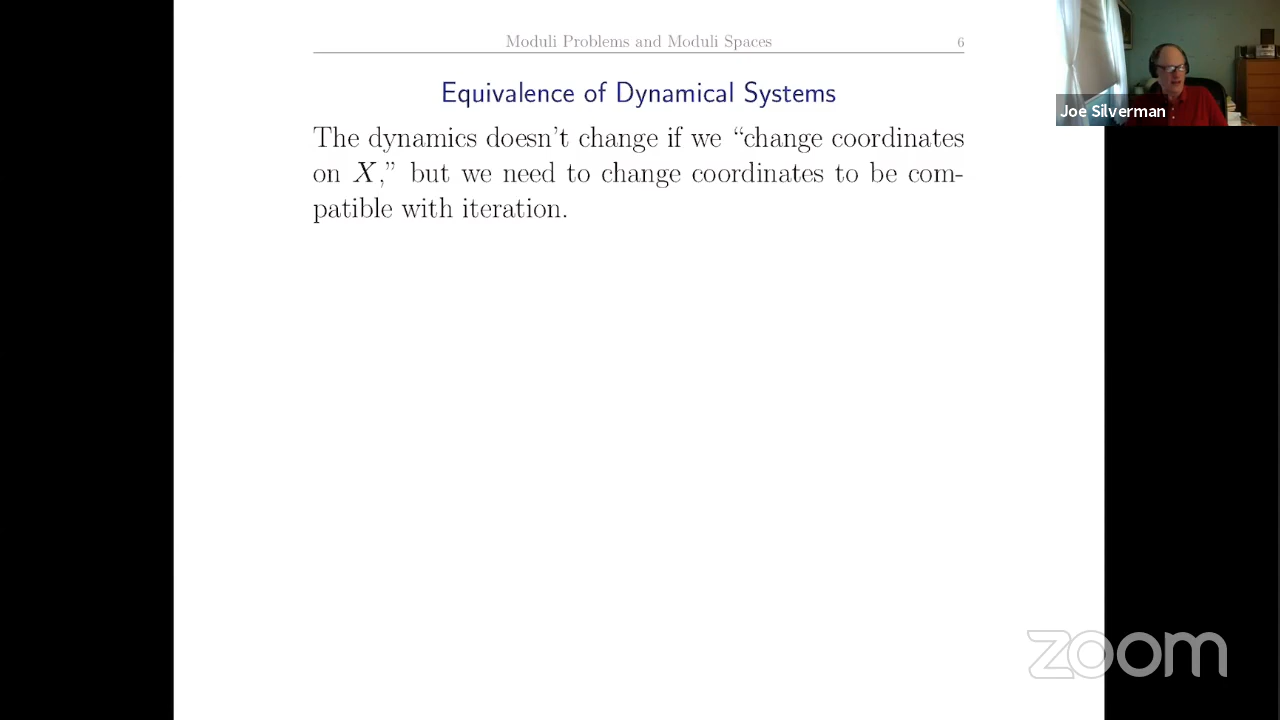 Moduli Problems and Moduli Spaces 6
Equivalence of Dynamical Systems
The dynamics doesn't change if we “change coordinates
on X,” but we need to change coordinates to be com-
patible with iteration.
Joe Silverman
zoom